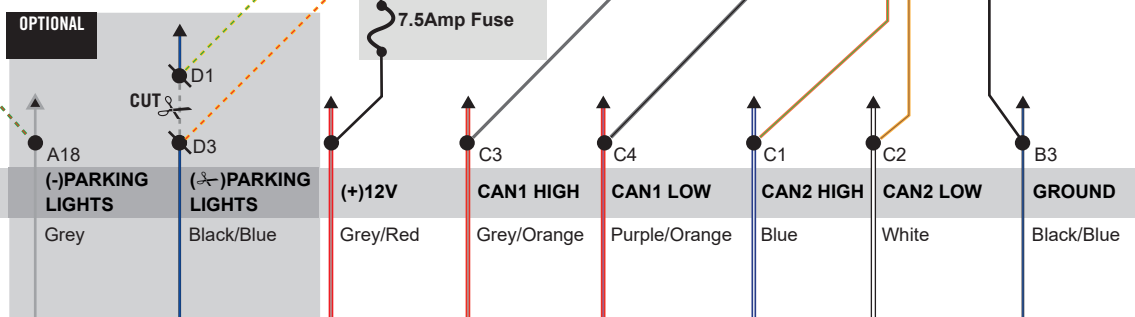 OPTIONAL
7.5Amp Fuse
D1
CUT
D3
A18
C3
C4
C1
C2
B3
(-)PARKING
LIGHTS
(✂)PARKING
LIGHTS
(+)12V
CAN1 HIGH
CAN1 LOW
CAN2 HIGH
CAN2 LOW
GROUND
Grey
Black/Blue
Grey/Red
Grey/Orange
Purple/Orange
Blue
White
Black/Blue